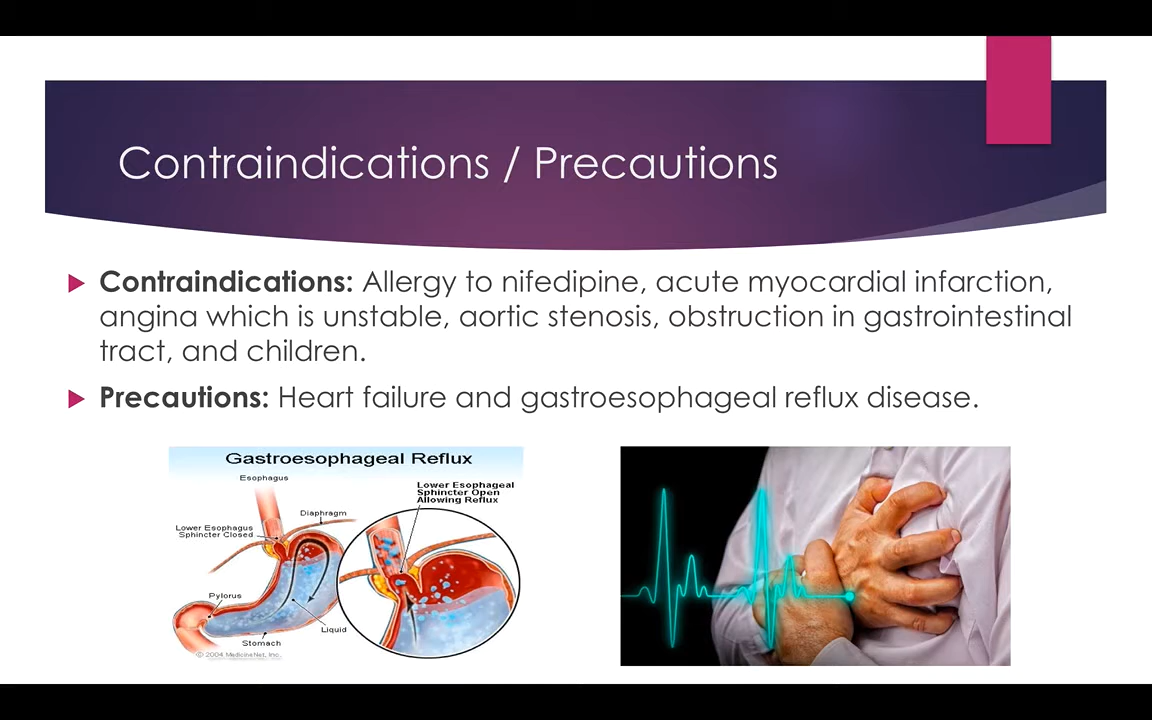 Contraindications / Precautions
Contraindications: Allergy to nifedipine, acute myocardial infarction,
angina which is unstable, aortic stenosis, obstruction in gastrointestinal
tract, and children.
Precautions: Heart failure and gastroesophageal reflux disease.
Gastroesophageal Reflux
Esophagus
Lower Esophageal
Sphincter Open
Allowing Reflux
Diaphragm
Lower Esophagus
Sphincter Closed
Pylorus
Liquid
Stomach
© 2004 MedicineNet, Inc.